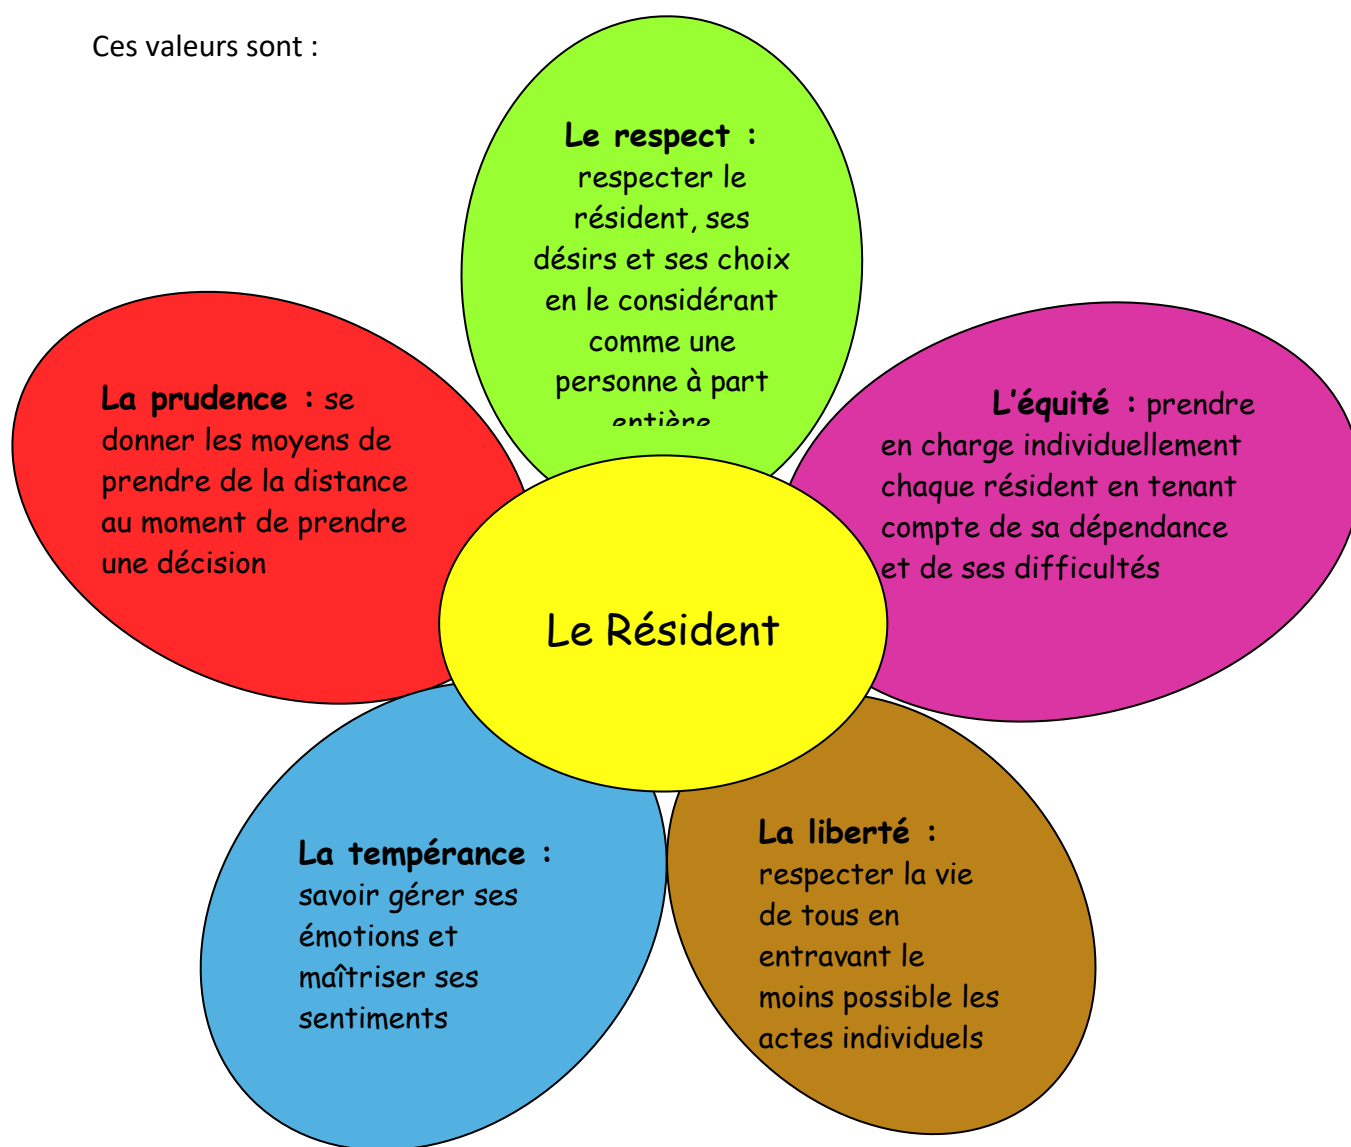 Ces valeurs sont :
Le respect :
respecter le
résident, ses
désirs et ses choix
en le considérant
comme une
personne à part
entière
La prudence : se
donner les moyens de
prendre de la distance
au moment de prendre
une décision
L'équité : prendre
en charge individuellement
chaque résident en tenant
compte de sa dépendance
et de ses difficultés
Le Résident
La tempérance :
savoir gérer ses
émotions et
maîtriser ses
sentiments
La liberté :
respecter la vie
de tous en
entravant le
moins possible les
actes individuels